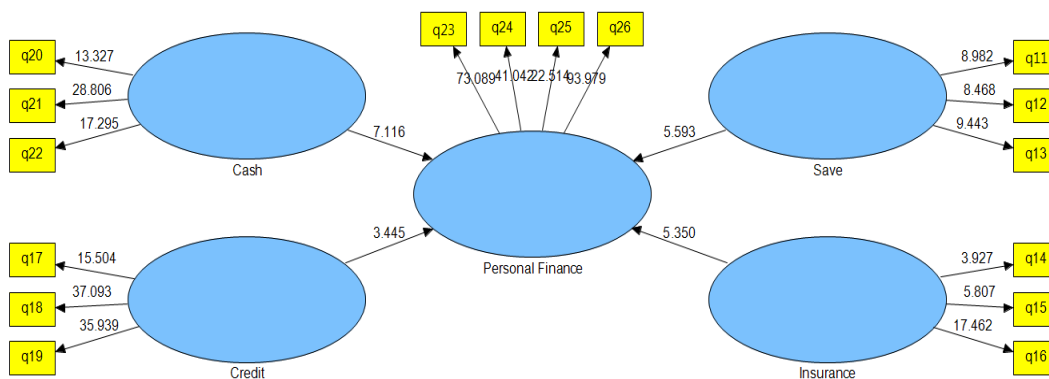 q23
q24
q25
q26
73.089
41.042
22.514
93.979
q20
q21
q22
13.327
28.806
17.295
Cash
7.116
q11
q12
q13
8.982
8.468
9.443
Save
5.593
Personal Finance
q17
q18
q19
15.504
37.093
35.939
Credit
3.445
q14
q15
q16
3.927
5.807
17.462
Insurance
5.350